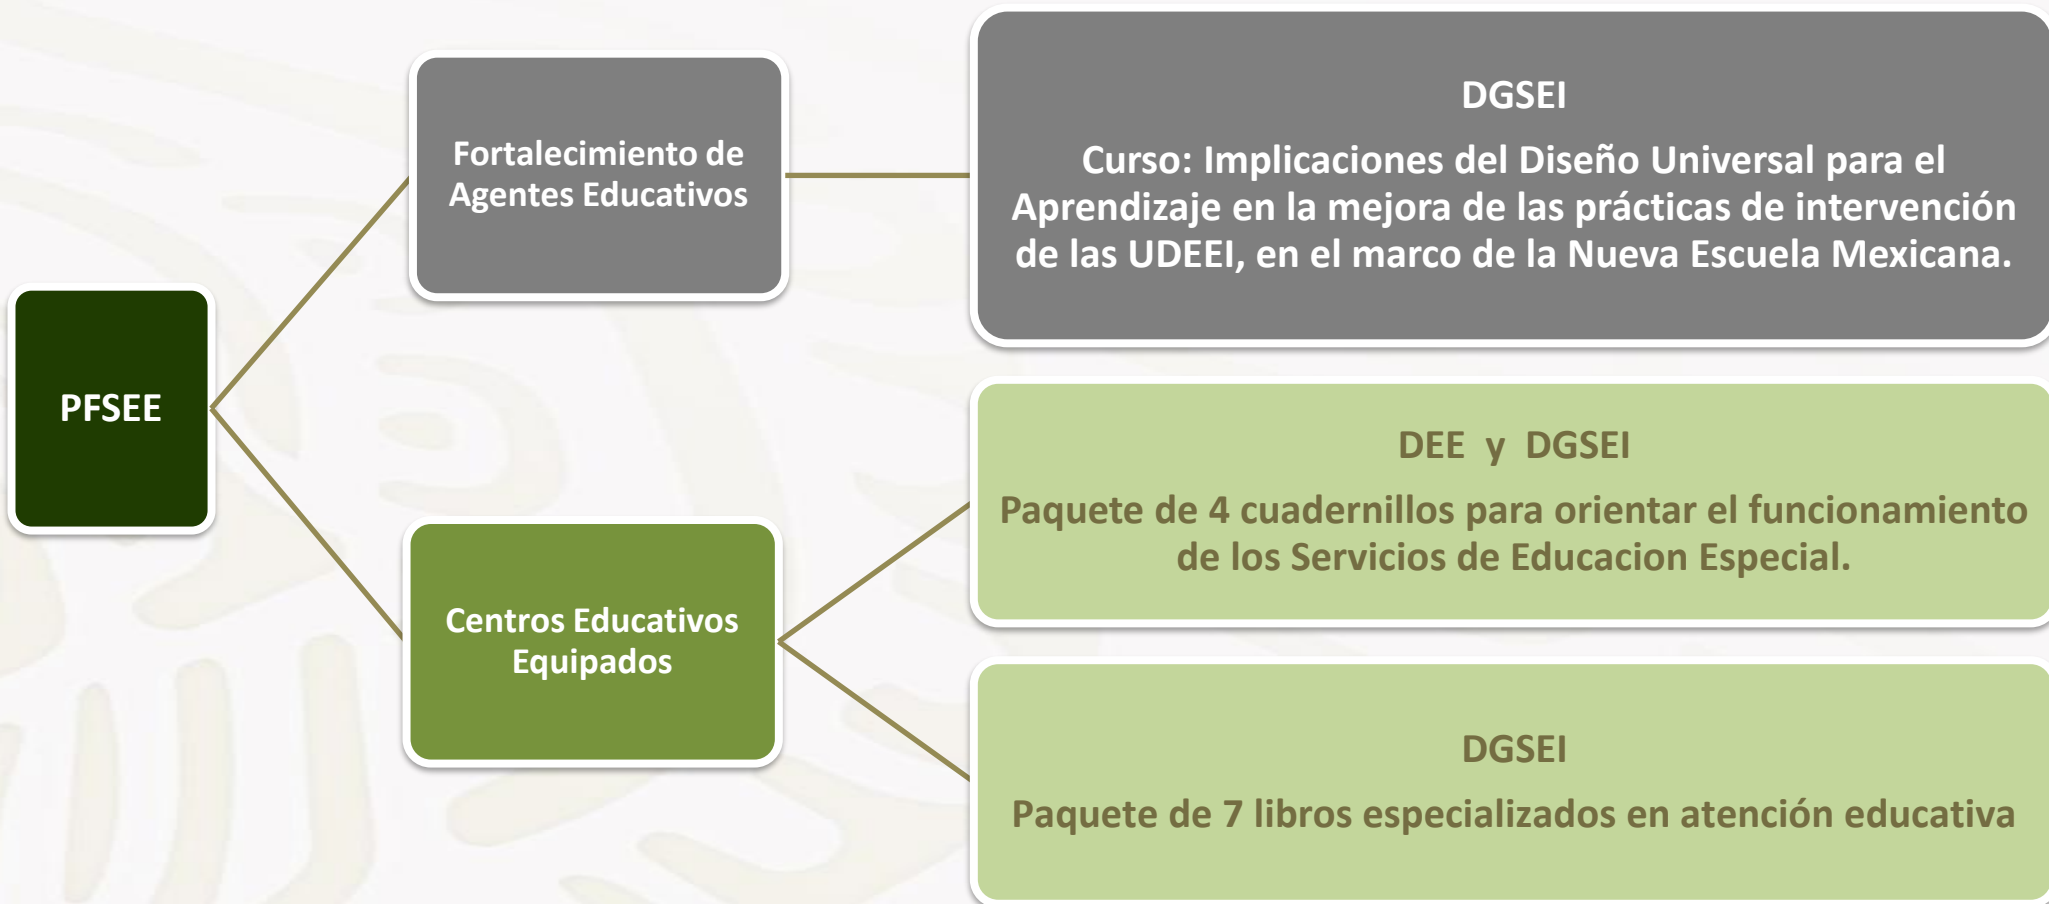 PFSEE
Fortalecimiento de
Agentes Educativos
DGSEI
Curso: Implicaciones del Diseño Universal para el
Aprendizaje en la mejora de las prácticas de intervención
de las UDEEI, en el marco de la Nueva Escuela Mexicana.
Centros Educativos
Equipados
DEE y DGSEI
Paquete de 4 cuadernillos para orientar el funcionamiento
de los Servicios de Educacion Especial.
DGSEI
Paquete de 7 libros especializados en atención educativa